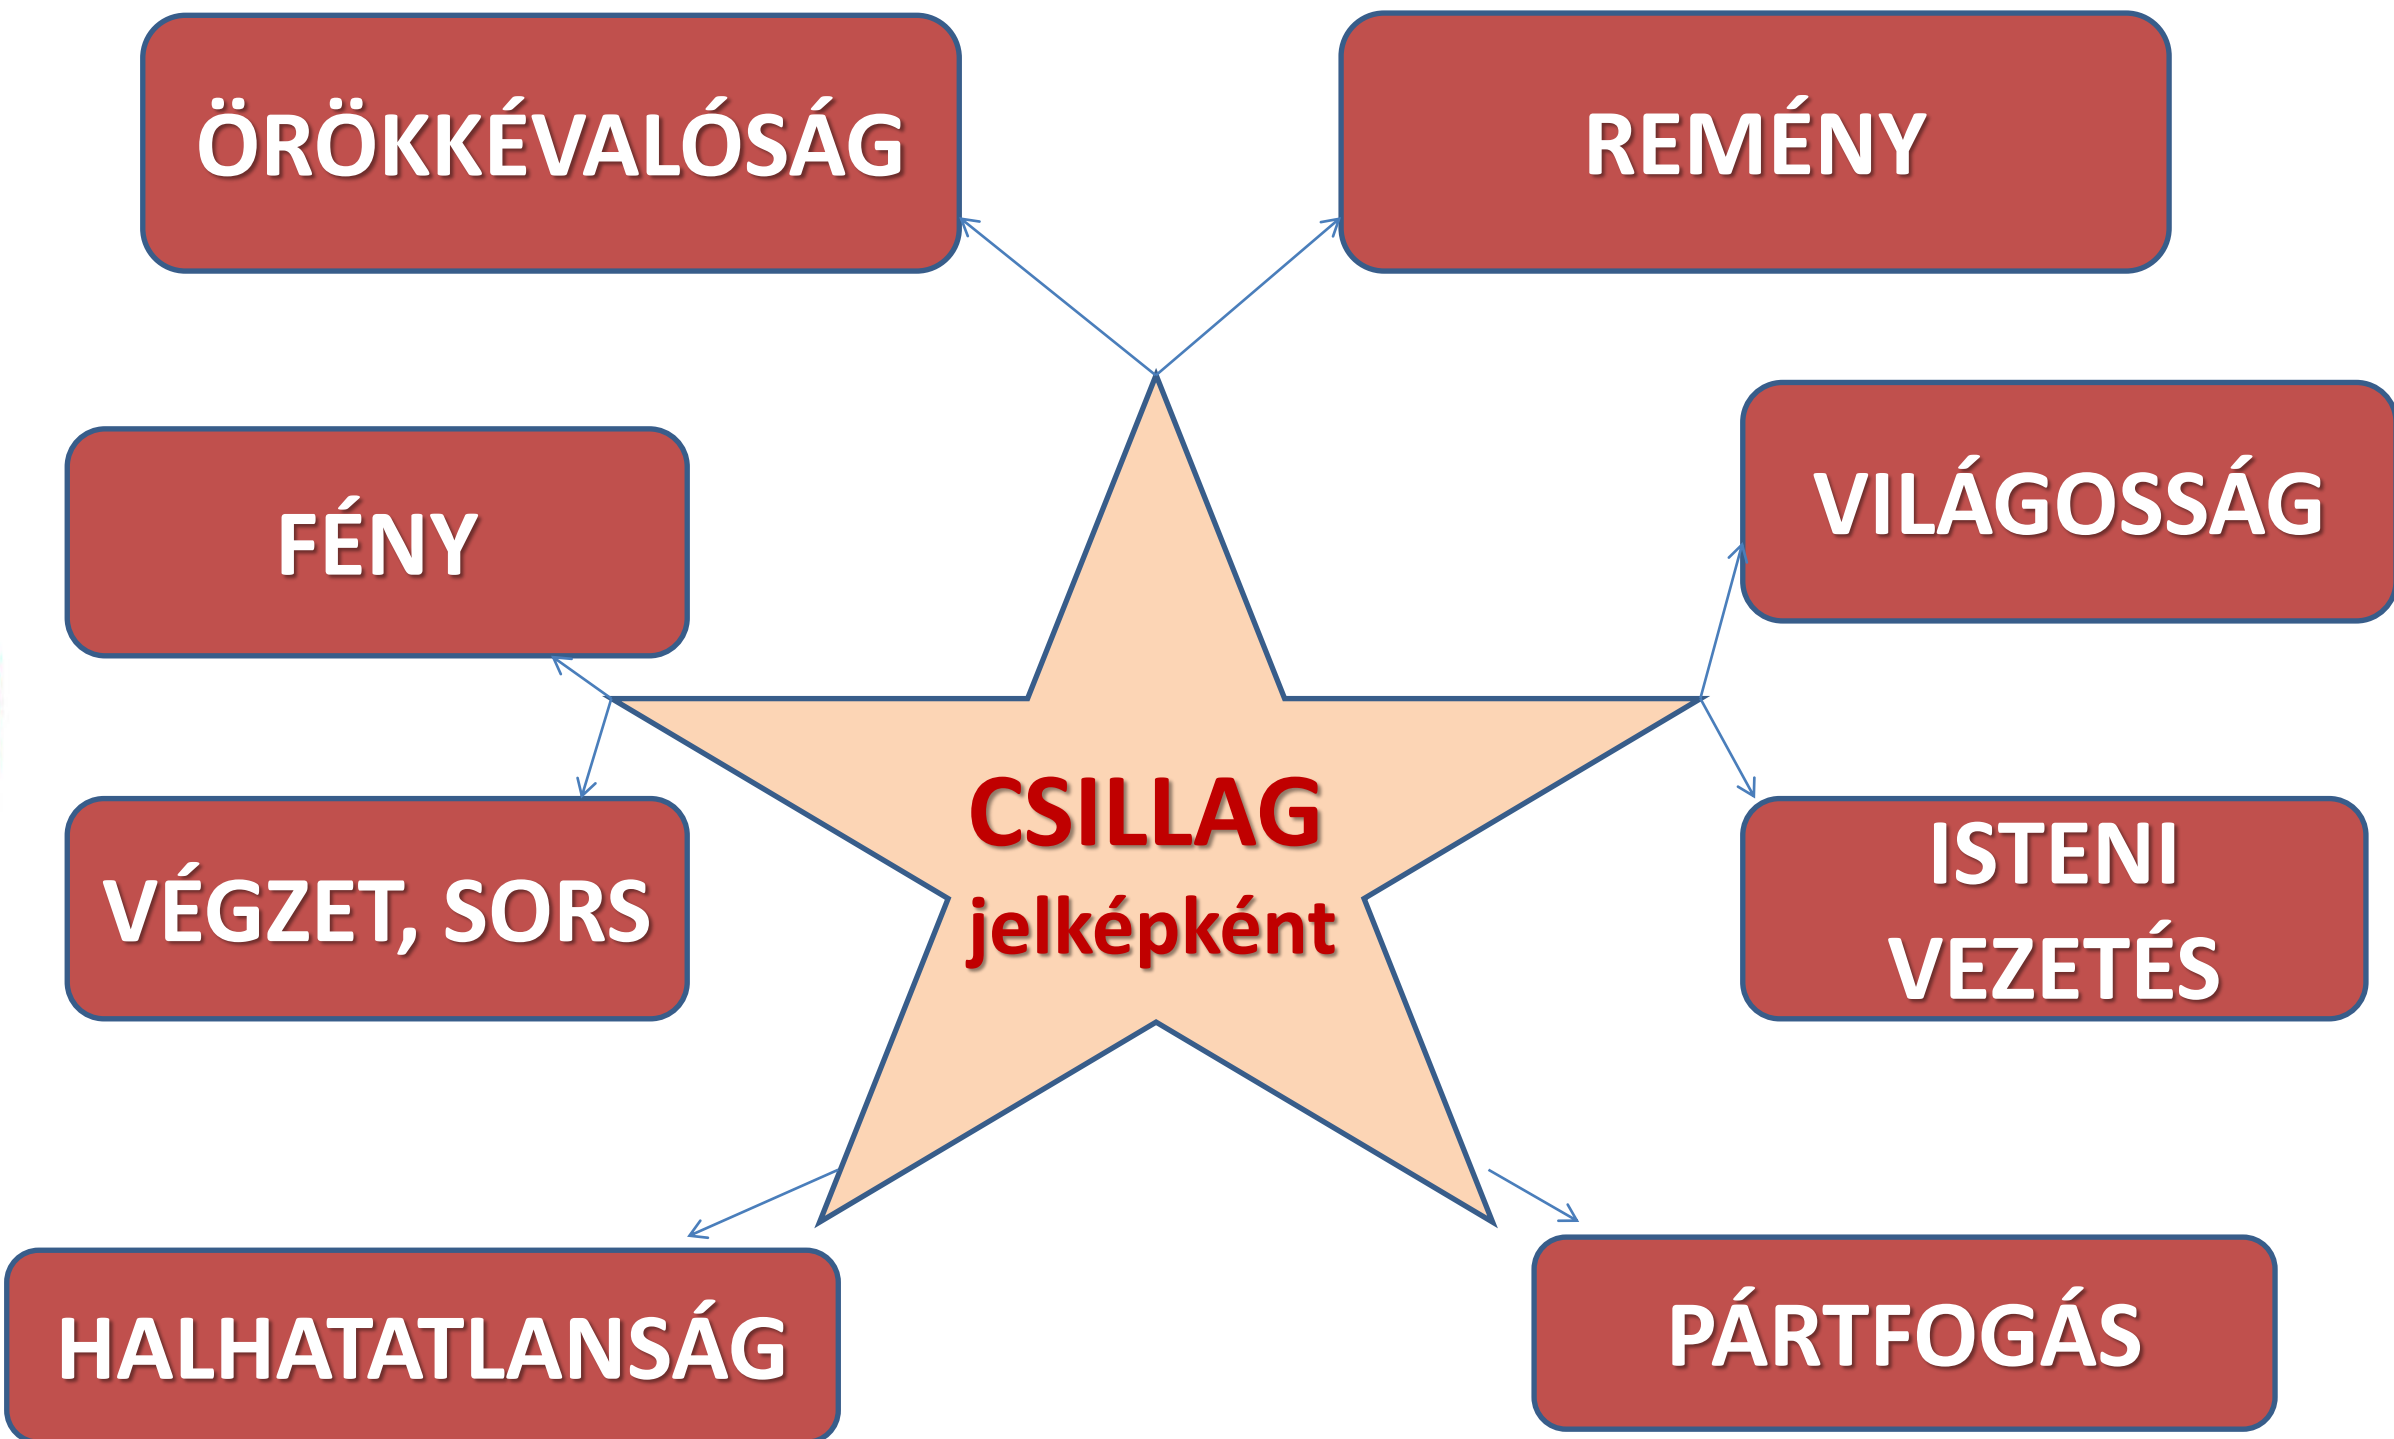 ÖRÖKKÉVALÓSÁG
REMÉNY
FÉNY
VILÁGOSSÁG
CSILLAG
jelképként
VÉGZET, SORS
ISTENI
VEZETÉS
HALHATATLANSÁG
PÁRTFOGÁS